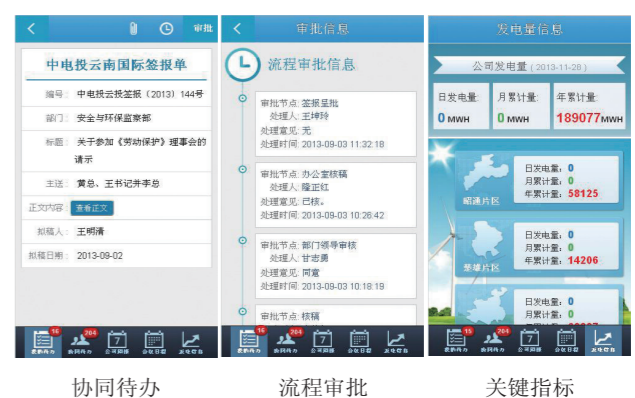 审批
中电投云南国际签报单
编号: 中电投云投签报（2013）144号
部门: 安全与环保监察部
标题: 关于参加《劳动保护》理事会的
请示
主送: 黄总、王书记并李总
正文内容: 查看正文
拟稿人: 王明清
拟稿日期: 2013-09-02
16
204
7
协同待办
审批信息
流程审批信息
审批节点: 签报呈批
处理人: 王坤玲
处理意见: 无
处理时间: 2013-09-03 11:32:18
审批节点: 办公室核稿
处理人: 隆正红
处理意见: 已核。
处理时间: 2013-09-03 10:26:42
审批节点: 部门领导审核
处理人: 甘志勇
处理意见: 同意
处理时间: 2013-09-03 10:18:19
审批节点: 核稿
16
204
7
流程审批
发电量信息
公司发电量 ( 2013-11-28 )
日发电量: 月累计量: 年累计量:
0 MWH 0 MWH 189077 MWH
日发电量: 0
月累计量: 0
年累计量: 58125
昭通片区
日发电量: 0
月累计量: 0
年累计量: 14206
楚雄片区
日发电量: 0
月累计量: 0
15
204
7
关键指标